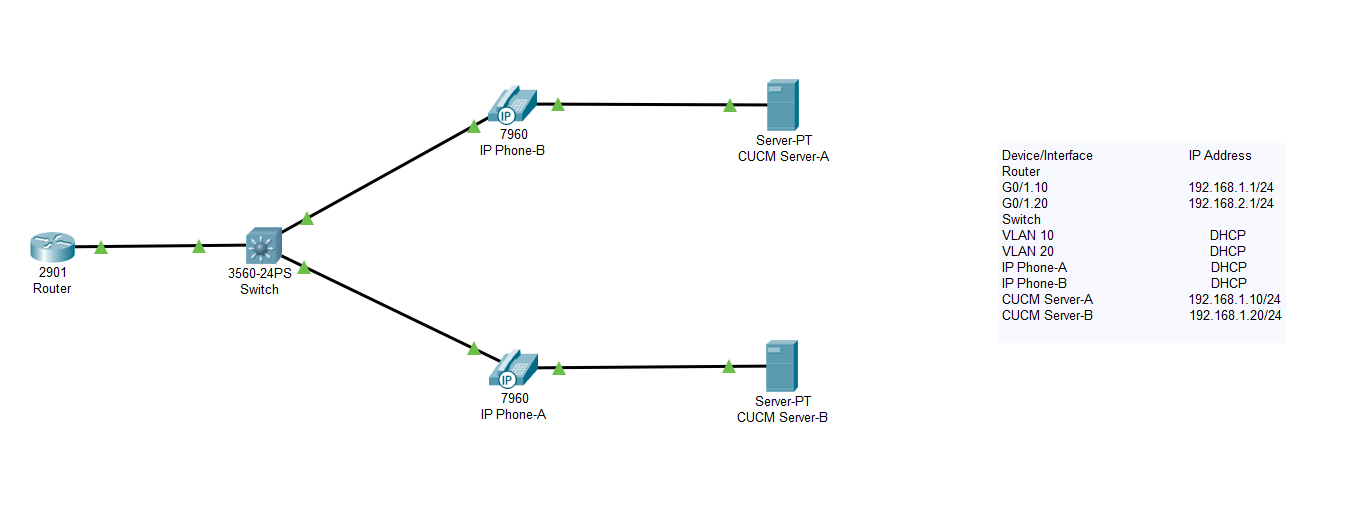 IP
7960
IP Phone-B
Server-PT
CUCM Server-A
2901
Router
3560-24PS
Switch
IP
7960
IP Phone-A
Server-PT
CUCM Server-B
Device/Interface IP Address
Router
G0/1.10 192.168.1.1/24
G0/1.20 192.168.2.1/24
Switch
VLAN 10 DHCP
VLAN 20 DHCP
IP Phone-A DHCP
IP Phone-B DHCP
CUCM Server-A 192.168.1.10/24
CUCM Server-B 192.168.1.20/24